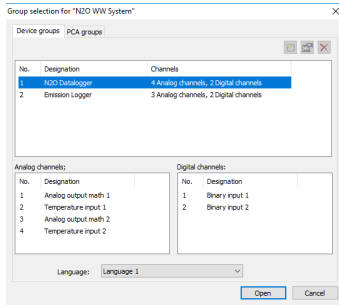 Group selection for "N2O WW System"
Device groups PCA groups
No. Designation Channels
1 N2O Datalogger 4 Analog channels, 2 Digital channels
2 Emission Logger 3 Analog channels, 2 Digital channels
Analog channels; Digital channels:
No. Designation No. Designation
1 Analog output math 1 1 Binary input 1
2 Temperature input 1 2 Binary input 2
3 Analog output math 2
4 Temperature input 2
Language: Language 1
Open Cancel